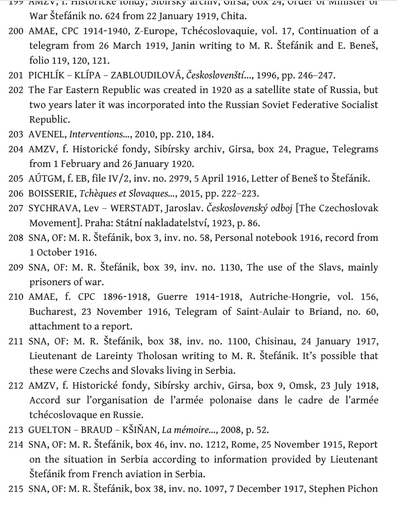 199 AMZV, f. Historické fondy, Sibírsky archiv, Girsa, box 24, Order of Minister of
War Štefánik no. 624 from 22 January 1919, Chita.
200 AMAE, CPC 1914-1940, Z-Europe, Tchécoslovaquie, vol. 17, Continuation of a
telegram from 26 March 1919, Janin writing to M. R. Štefánik and E. Beneš,
folio 119, 120, 121.
201 PICHLÍK – KLÍPA – ZABLOUDILOVÁ, Českoslovenští..., 1996, pp. 246–247.
202 The Far Eastern Republic was created in 1920 as a satellite state of Russia, but
two years later it was incorporated into the Russian Soviet Federative Socialist
Republic.
203 AVENEL, Interventions..., 2010, pp. 210, 184.
204 AMZV, f. Historické fondy, Sibírsky archiv, Girsa, box 24, Prague, Telegrams
from 1 February and 26 January 1920.
205 AÚTGM, f. EB, file IV/2, inv. no. 2979, 5 April 1916, Letter of Beneš to Štefánik.
206 BOISSERIE, Tchèques et Slovaques..., 2015, pp. 222–223.
207 SYCHRAVA, Lev – WERSTADT, Jaroslav. Československý odboj [The Czechoslovak
Movement]. Praha: Státní nakladatelství, 1923, p. 86.
208 SNA, OF: M. R. Štefánik, box 3, inv. no. 58, Personal notebook 1916, record from
1 October 1916.
209 SNA, OF: M. R. Štefánik, box 39, inv. no. 1130, The use of the Slavs, mainly
prisoners of war.
210 AMAE, f. CPC 1896-1918, Guerre 1914-1918, Autriche-Hongrie, vol. 156,
Bucharest, 23 November 1916, Telegram of Saint-Aulair to Briand, no. 60,
attachment to a report.
211 SNA, OF: M. R. Štefánik, box 38, inv. no. 1100, Chisinau, 24 January 1917,
Lieutenant de Lareinty Tholosan writing to M. R. Štefánik. It's possible that
these were Czechs and Slovaks living in Serbia.
212 AMZV, f. Historické fondy, Sibírsky archiv, Girsa, box 9, Omsk, 23 July 1918,
Accord sur l'organisation de l'armée polonaise dans le cadre de l'armée
tchécoslovaque en Russie.
213 GUELTON – BRAUD – KŠIŇAN, La mémoire..., 2008, p. 52.
214 SNA, OF: M. R. Štefánik, box 46, inv. no. 1212, Rome, 25 November 1915, Report
on the situation in Serbia according to information provided by Lieutenant
Štefánik from French aviation in Serbia.
215 SNA, OF: M. R. Štefánik, box 38, inv. no. 1097, 7 December 1917, Stephen Pichon